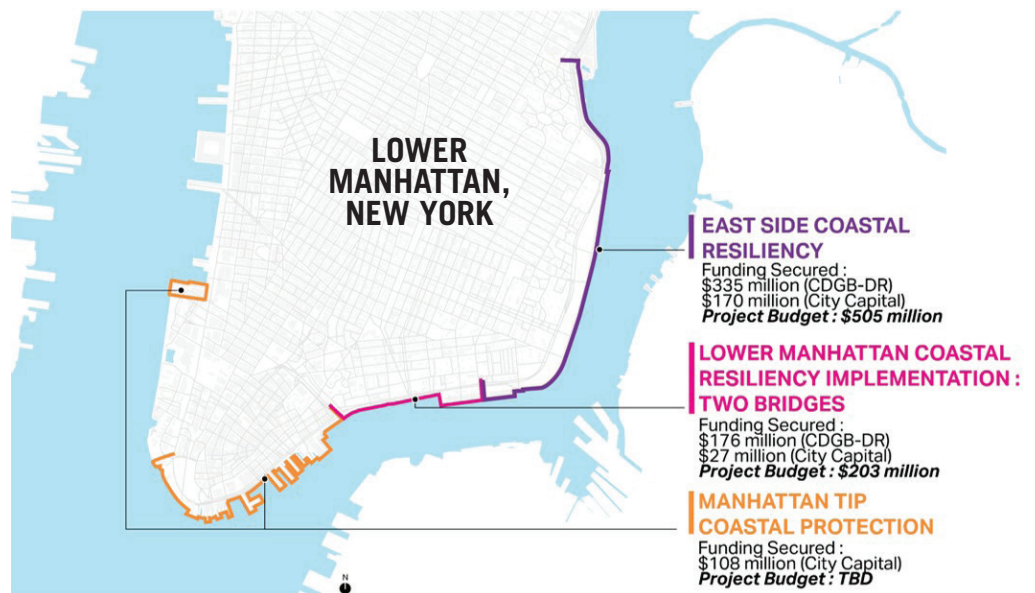 LOWER
MANHATTAN,
NEW YORK
EAST SIDE COASTAL
RESILIENCY
Funding Secured :
$335 million (CDGB-DR)
$170 million (City Capital)
Project Budget : $505 million
LOWER MANHATTAN COASTAL
RESILIENCY IMPLEMENTATION :
TWO BRIDGES
Funding Secured :
$176 million (CDGB-DR)
$27 million (City Capital)
Project Budget : $203 million
MANHATTAN TIP
COASTAL PROTECTION
Funding Secured :
$108 million (City Capital)
Project Budget : TBD
N